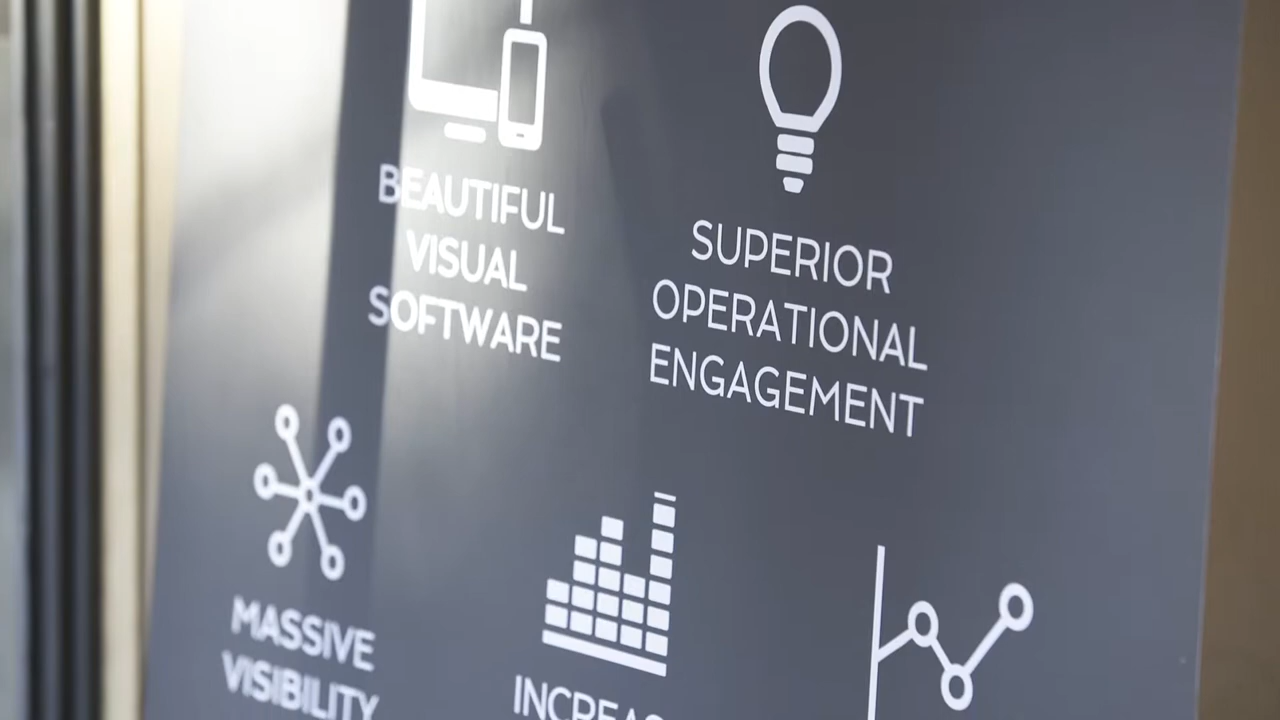 BEAUTIFUL
VISUAL
SOFTWARE
SUPERIOR
OPERATIONAL
ENGAGEMENT
MASSIVE
VISIBILITY